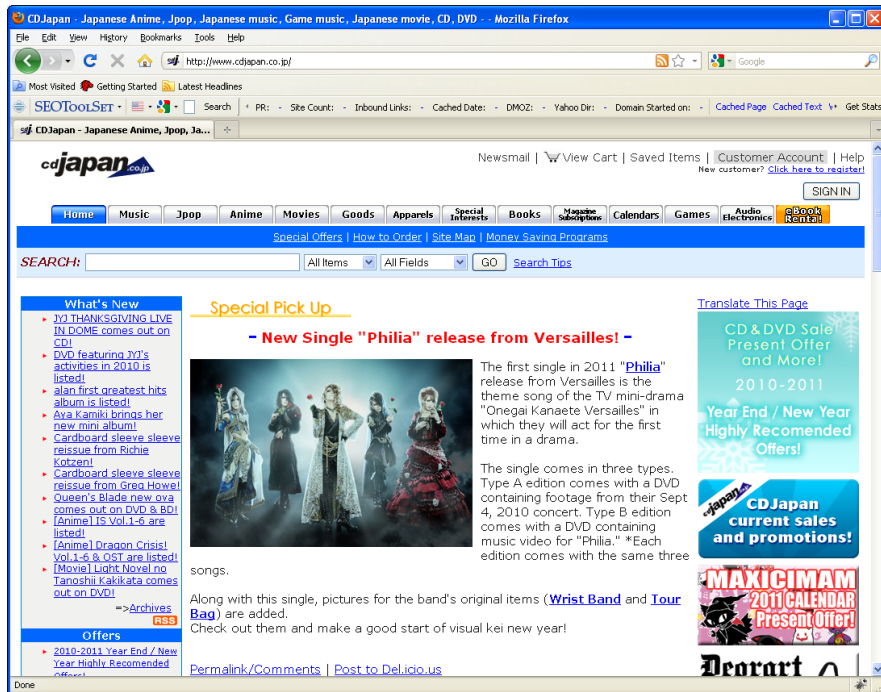 CDJapan - Japanese Anime, Jpop, Japanese music, Game music, Japanese movie, CD, DVD - - Mozilla Firefox
File Edit View History Bookmarks Tools Help
http://www.cdjapan.co.jp/
Google
Most Visited Getting Started Latest Headlines
SEOToolSet Search PR: - Site Count: - Inbound Links: - Cached Date: - DMOZ: - Yahoo Dir: - Domain Started on: - Cached Page Cached Text Get Stats
CDJapan - Japanese Anime, Jpop, Ja...
cdjapan.co.jp
Newsmail | View Cart | Saved Items | Customer Account | Help
New customer? Click here to register!
SIGN IN
Home Music Jpop Anime Movies Goods Apparels Special Interests Books Magazine Subscriptions Calendars Games Audio Electronics eBook Rental
Special Offers | How to Order | Site Map | Money Saving Programs
SEARCH: All Items All Fields GO Search Tips
What's New
JYJ THANKSGIVING LIVE
IN DOME comes out on
CD!
DVD featuring JYJ's
activities in 2010 is
listed!
alan first greatest hits
album is listed!
Aya Kamiki brings her
new mini album!
Cardboard sleeve sleeve
reissue from Richie
Kotzen!
Cardboard sleeve sleeve
reissue from Greg Howe!
Queen's Blade new ova
comes out on DVD & BD!
[Anime] IS Vol.1-6 are
listed!
[Anime] Dragon Crisis!
Vol.1-6 & OST are listed!
[Movie] Light Novel no
Tanoshii Kakikata comes
out on DVD!
=>Archives
RSS
Offers
2010-2011 Year End / New
Year Highly Recomended
Offers!
Special Pick Up
- New Single "Philia" release from Versailles! -
The first single in 2011 "Philia"
release from Versailles is the
theme song of the TV mini-drama
"Onegai Kanaete Versailles" in
which they will act for the first
time in a drama.
The single comes in three types.
Type A edition comes with a DVD
containing footage from their Sept
4, 2010 concert. Type B edition
comes with a DVD containing
music video for "Philia." *Each
edition comes with the same three
songs.
Along with this single, pictures for the band's original items (Wrist Band and Tour
Bag) are added.
Check out them and make a good start of visual kei new year!
Permalink/Comments | Post to Del.icio.us
Translate This Page
CD & DVD Sale
Present Offer
and More!
2010-2011
Year End / New Year
Highly Recomended
Offers!
cdjapan
CDJapan
current sales
and promotions!
MAXICIMAM
2011 CALENDAR
Present Offer!
Deorart
Done